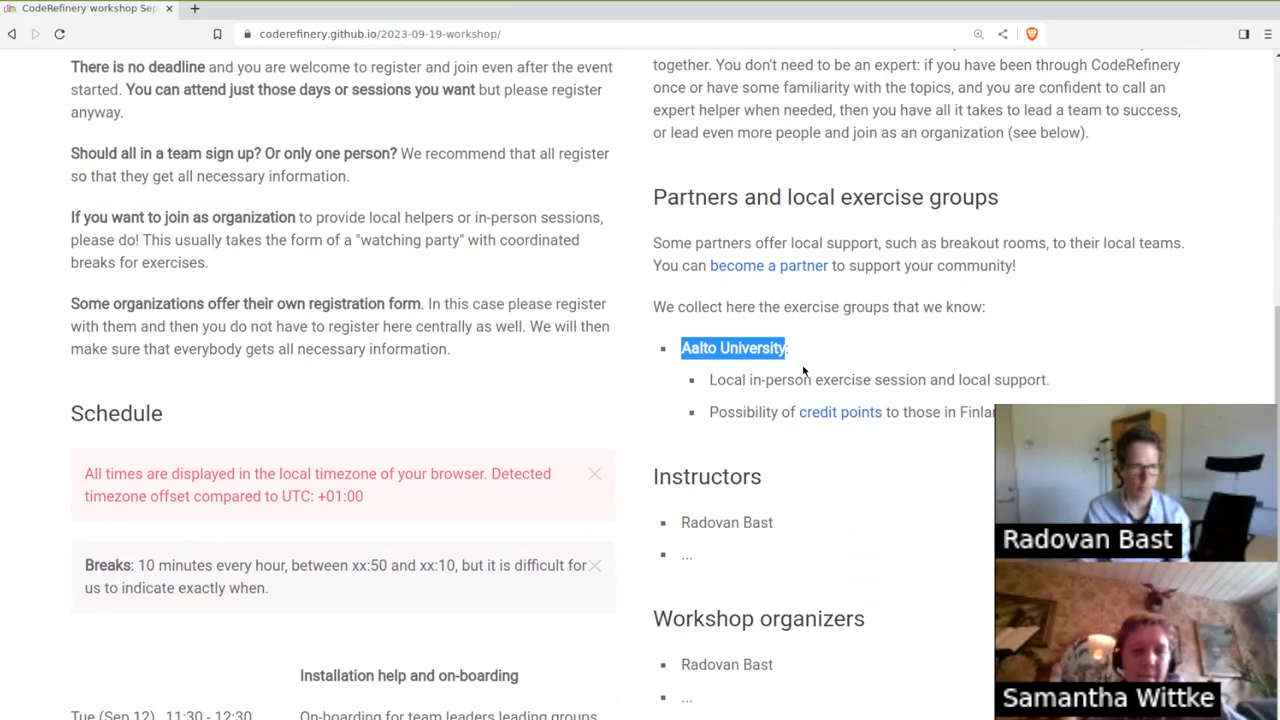 CodeRefinery workshop Sep
coderefinery.github.io/2023-09-19-workshop/
There is no deadline and you are welcome to register and join even after the event
started. You can attend just those days or sessions you want but please register
anyway.
Should all in a team sign up? Or only one person? We recommend that all register
so that they get all necessary information.
If you want to join as organization to provide local helpers or in-person sessions,
please do! This usually takes the form of a "watching party" with coordinated
breaks for exercises.
Some organizations offer their own registration form. In this case please register
with them and then you do not have to register here centrally as well. We will then
make sure that everybody gets all necessary information.
Schedule
All times are displayed in the local timezone of your browser. Detected
timezone offset compared to UTC: +01:00
Breaks: 10 minutes every hour, between xx:50 and xx:10, but it is difficult for
us to indicate exactly when.
Installation help and on-boarding
Tue (Sep 12), 11:30 - 12:30
On-boarding for team leaders leading groups
together. You don't need to be an expert: if you have been through CodeRefinery
once or have some familiarity with the topics, and you are confident to call an
expert helper when needed, then you have all it takes to lead a team to success,
or lead even more people and join as an organization (see below).
Partners and local exercise groups
Some partners offer local support, such as breakout rooms, to their local teams.
You can become a partner to support your community!
We collect here the exercise groups that we know:
Aalto University:
Local in-person exercise session and local support.
Possibility of credit points to those in Finlan
Instructors
Radovan Bast
...
Workshop organizers
Radovan Bast
...
Radovan Bast
Samantha Wittke